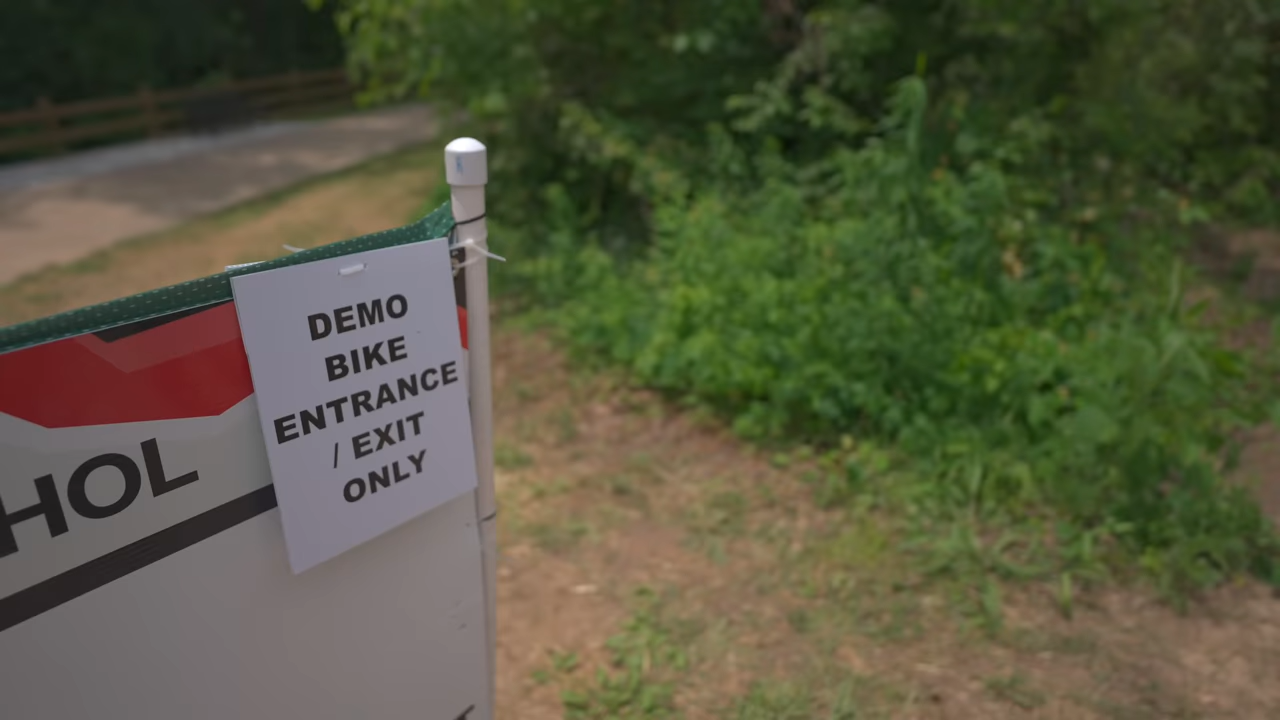 DEMO
BIKE
ENTRANCE
/ EXIT
ONLY
HOL